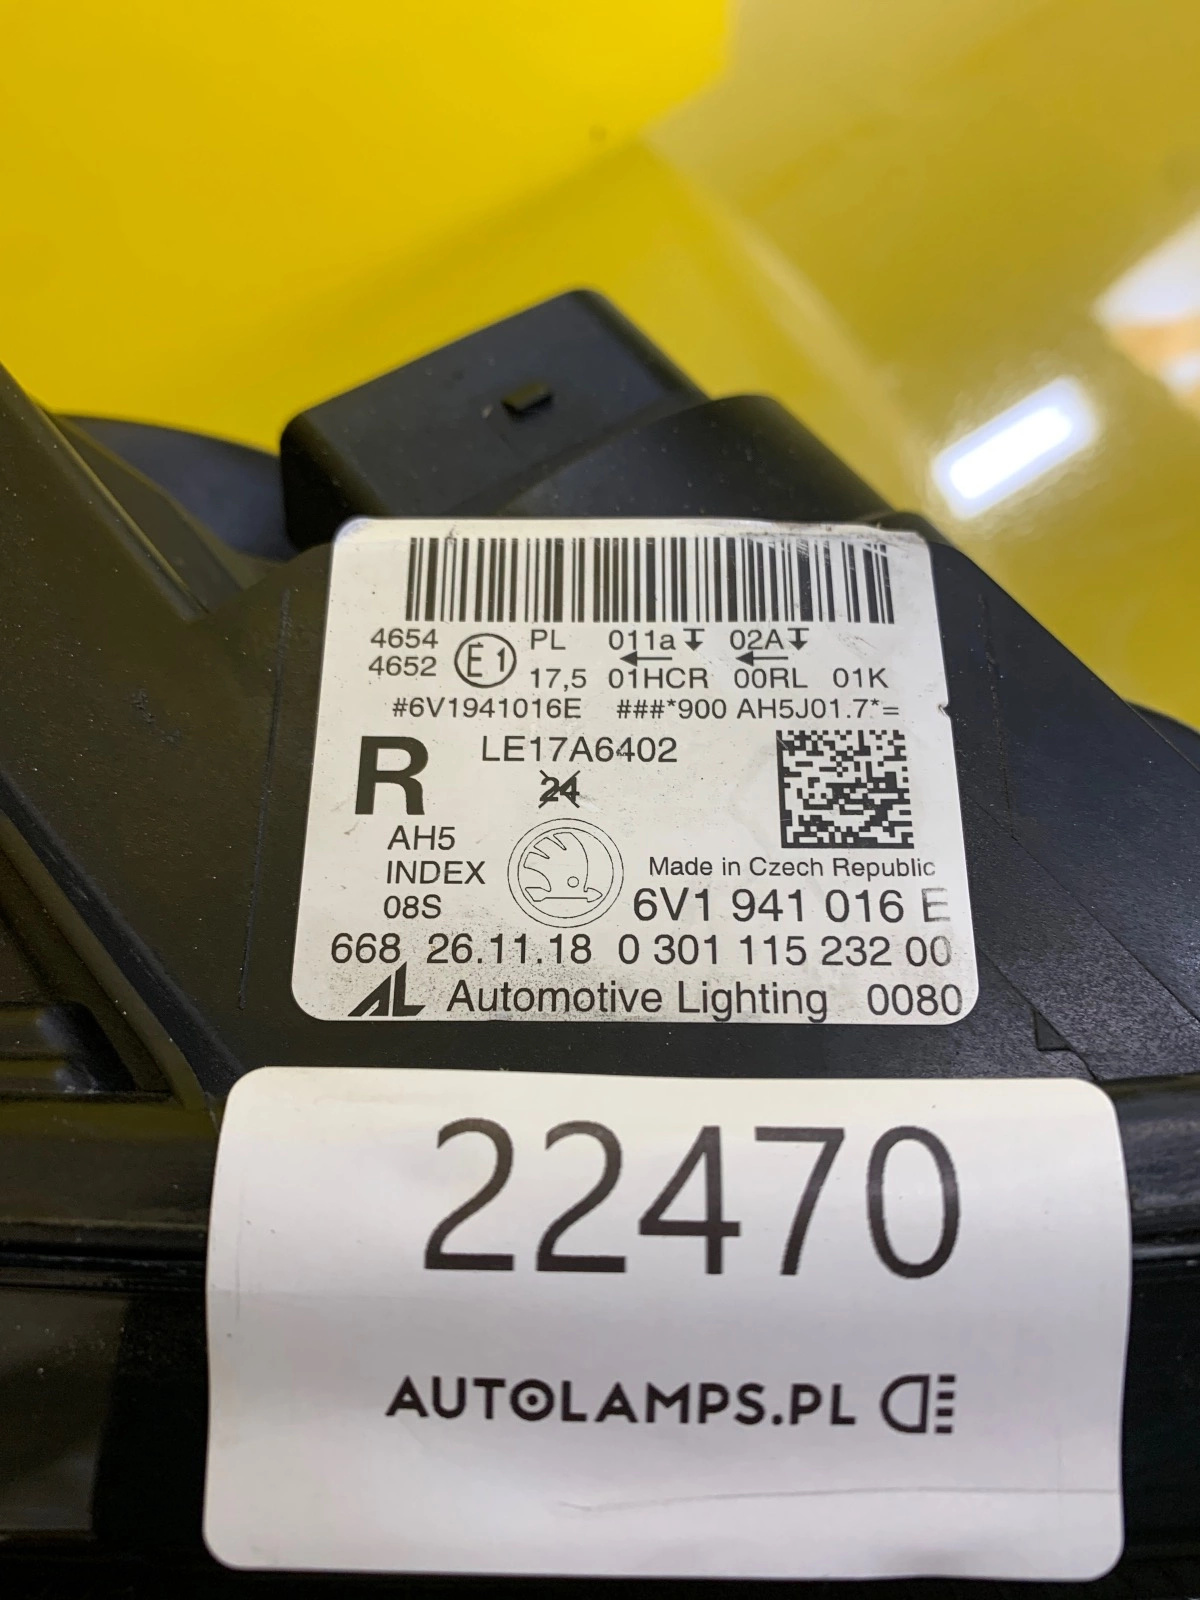 4654 E1 PL 011a 02A
4652 17,5 01HCR 00RL 01K
#6V1941016E ###*900 AH5J01.7*=
R LE17A6402
24
AH5
INDEX Made in Czech Republic
08S 6V1 941 016 E
668 26.11.18 0 301 115 232 00
AL Automotive Lighting 0080
22470
AUTOLAMPS.PL